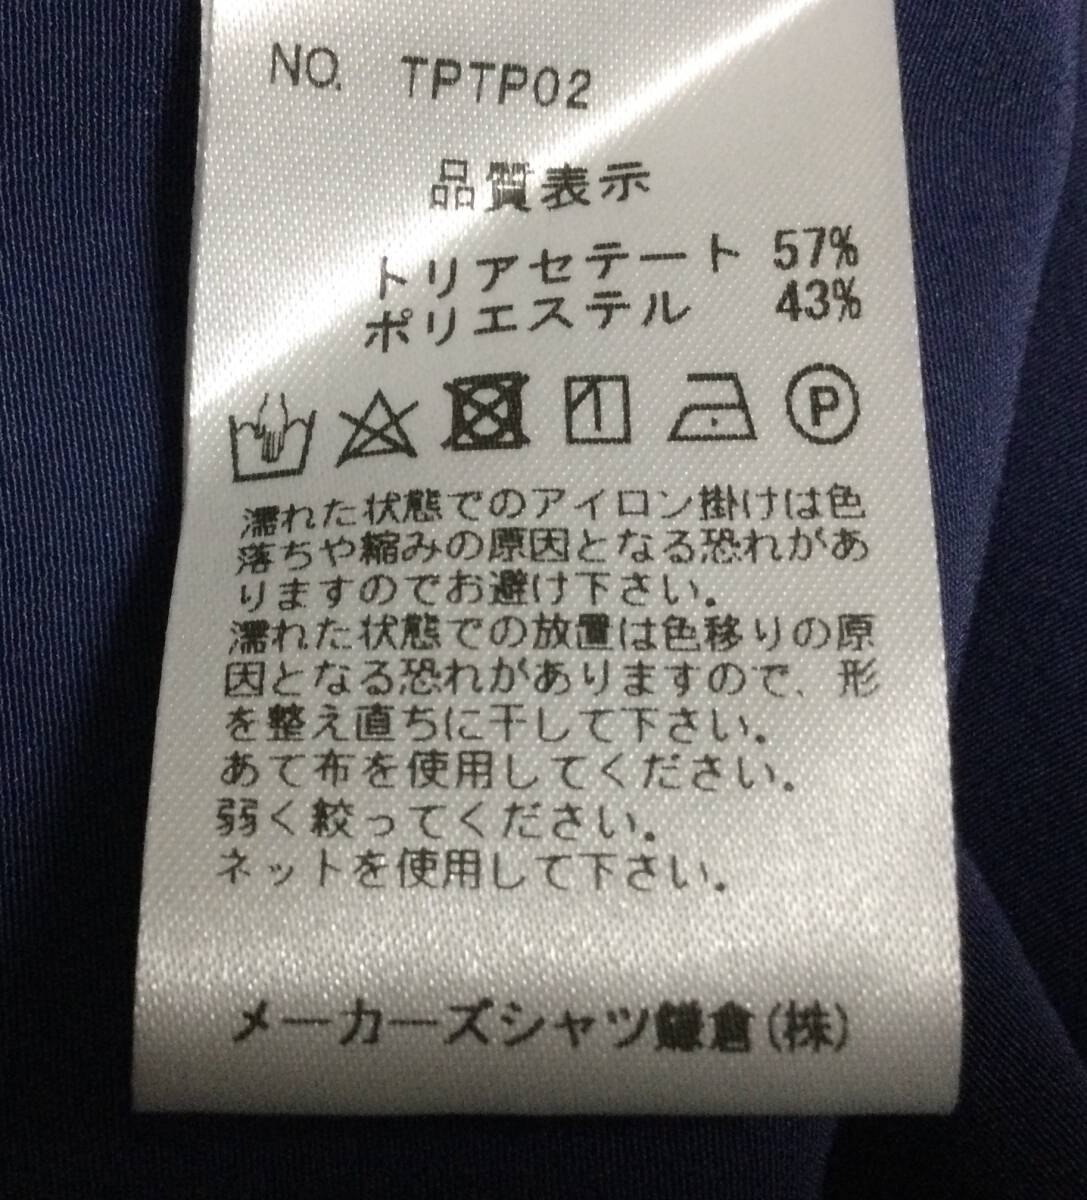 NO. TPTP02
品質表示
トリアセテート 57%
ポリエステル 43%
P
濡れた状態でのアイロン掛けは色
落ちや縮みの原因となる恐れがあ
りますのでお避け下さい。
濡れた状態での放置は色移りの原
因となる恐れがありますので、形
を整え直ちに干して下さい。
あて布を使用してください。
弱く絞ってください。
ネットを使用して下さい。
メーカーズシャツ鎌倉(株)